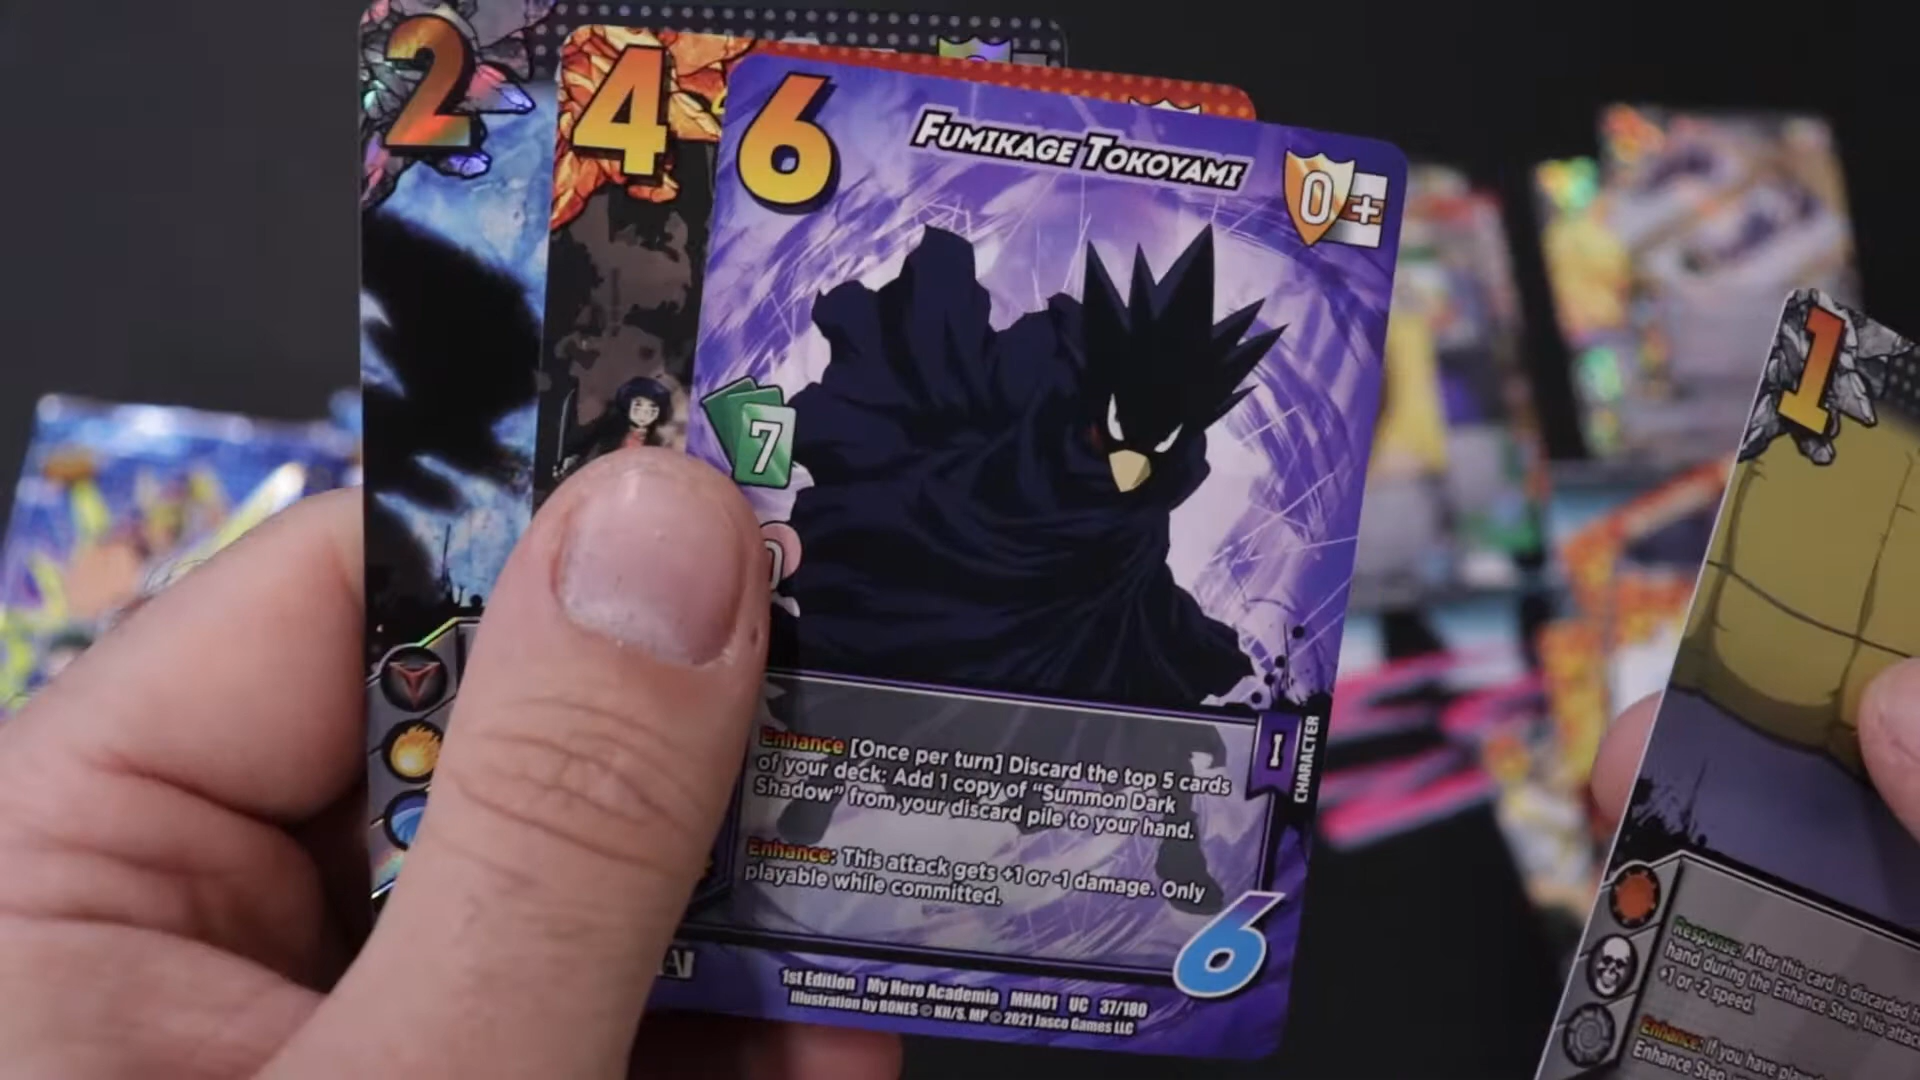 2
4
6
FUMIKAGE TOKOYAMI
0 +
7
1
Enhance [Once per turn] Discard the top 5 cards
of your deck: Add 1 copy of “Summon Dark
Shadow” from your discard pile to your hand.
Enhance: This attack gets +1 or -1 damage. Only
playable while committed.
I
CHARACTER
6
1st Edition My Hero Academia MHA01 UC 37/180
Illustration by BONES © KH/S. MP © 2021 Jasco Games LLC
Response: After this card is discarded
hand during the Enhance Step, this
+1 or -2 speed.
Enhance: If you have
Enhance Step,